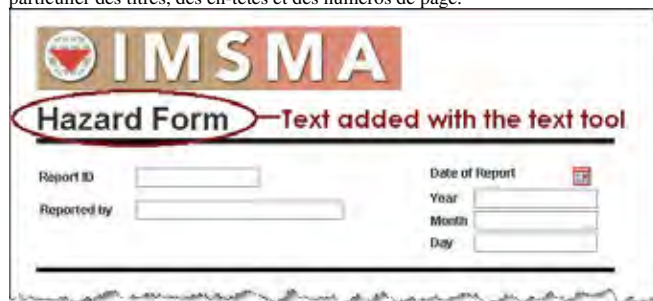 particulier des titres, des en-têtes et des numéros de page.
IMSMA
Hazard Form
Text added with the text tool
Report ID
Date of Report
Year
Reported by
Month
Day